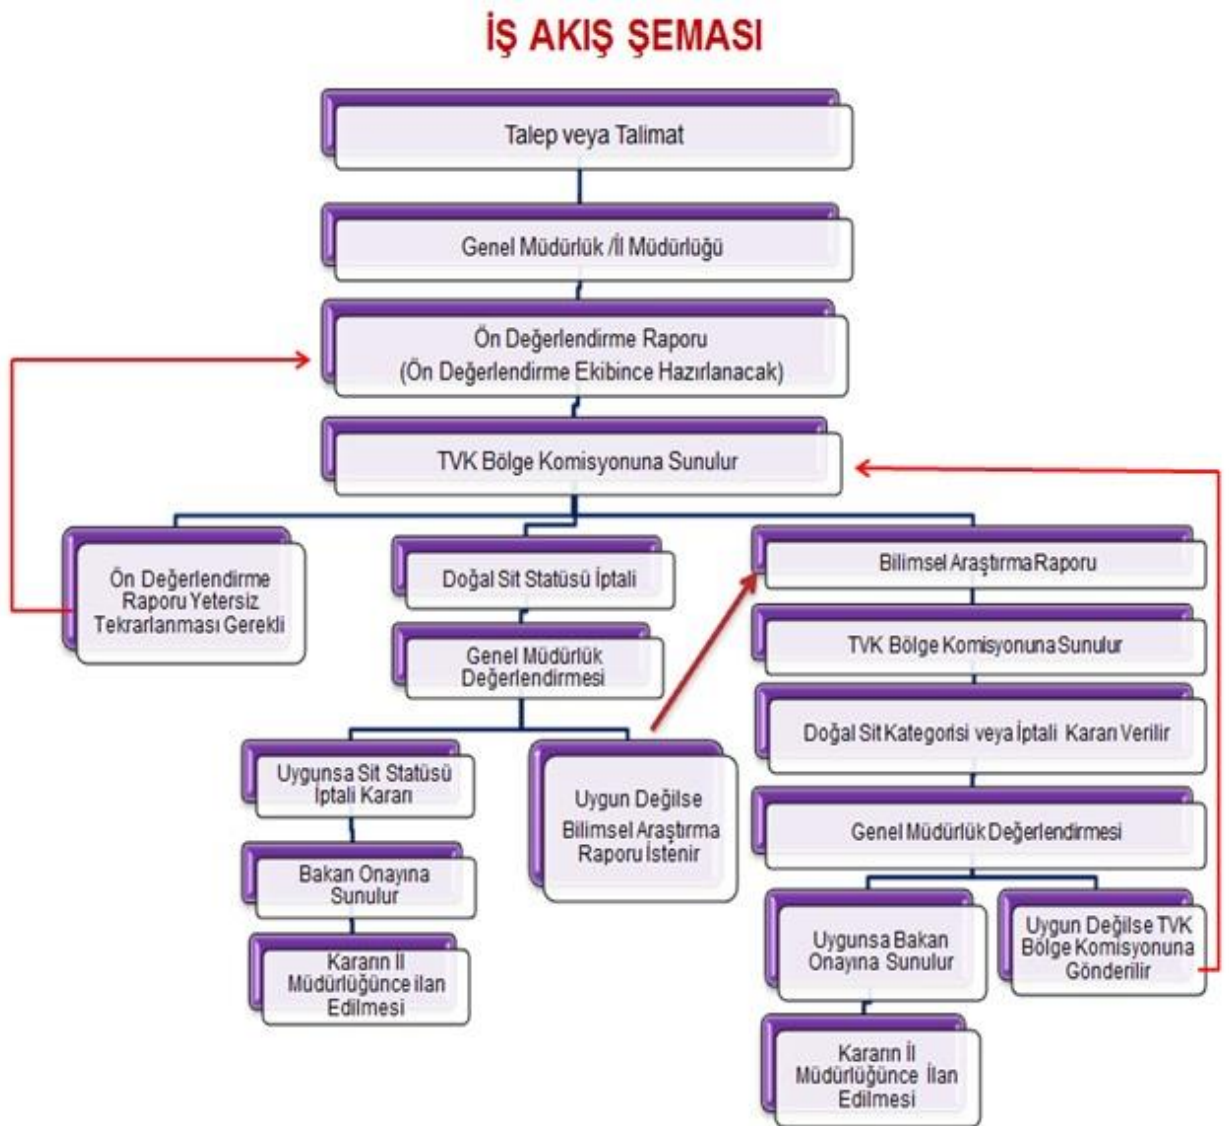 İŞ AKIŞ ŞEMASI
Talep veya Talimat
Genel Müdürlük /İl Müdürlüğü
Ön Değerlendirme Raporu
(Ön Değerlendirme Ekibince Hazırlanacak)
TVK Bölge Komisyonuna Sunulur
Ön Değerlendirme
Raporu Yetersiz
Tekrarlanması Gerekli
Doğal Sit Statüsü İptali
Genel Müdürlük
Değerlendirmesi
Uygunsa Sit Statüsü
İptali Kararı
Bakan Onayına
Sunulur
Kararın İl
Müdürlüğünce ilan
Edilmesi
Uygun Değilse
Bilimsel Araştırma
Raporu İstenir
Bilimsel Araştırma Raporu
TVK Bölge Komisyonuna Sunulur
Doğal Sit Kategorisi veya İptali Kararı Verilir
Genel Müdürlük Değerlendirmesi
Uygunsa Bakan
Onayına Sunulur
Kararın İl
Müdürlüğünce İlan
Edilmesi
Uygun Değilse TVK
Bölge Komisyonuna
Gönderilir